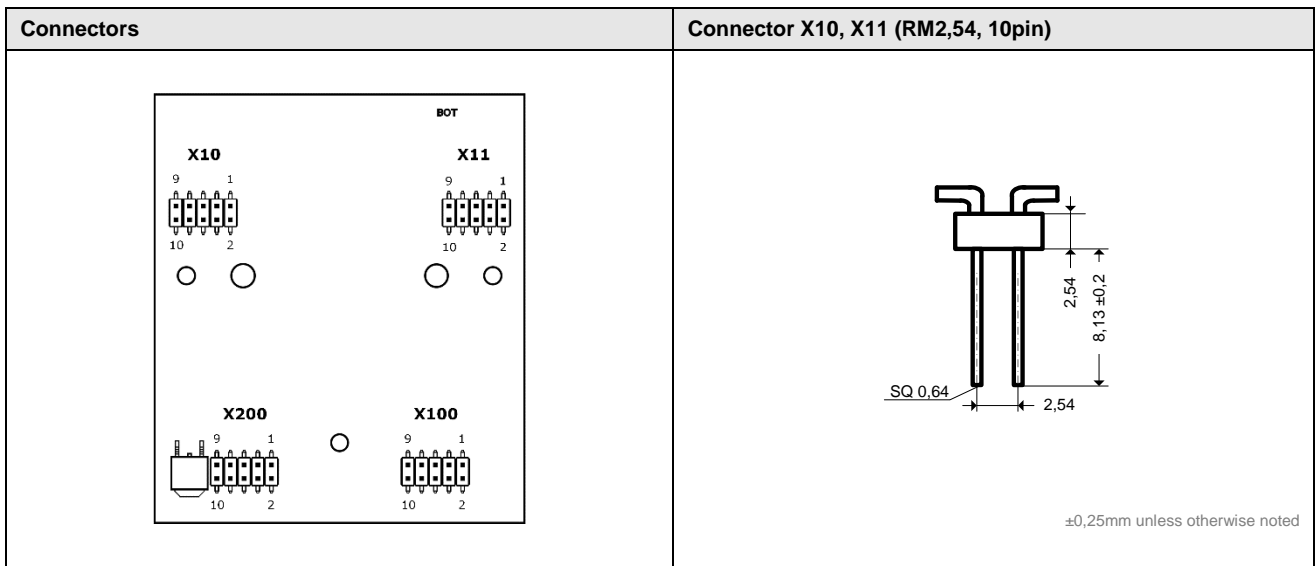 Connectors
Connector X10, X11 (RM2,54, 10pin)
BOT
X10
X11
9 1
9 1
10 2
10 2
X200
X100
9 1
9 1
10 2
10 2
2,54
8,13 ±0,2
SQ 0,64
2,54
±0,25mm unless otherwise noted